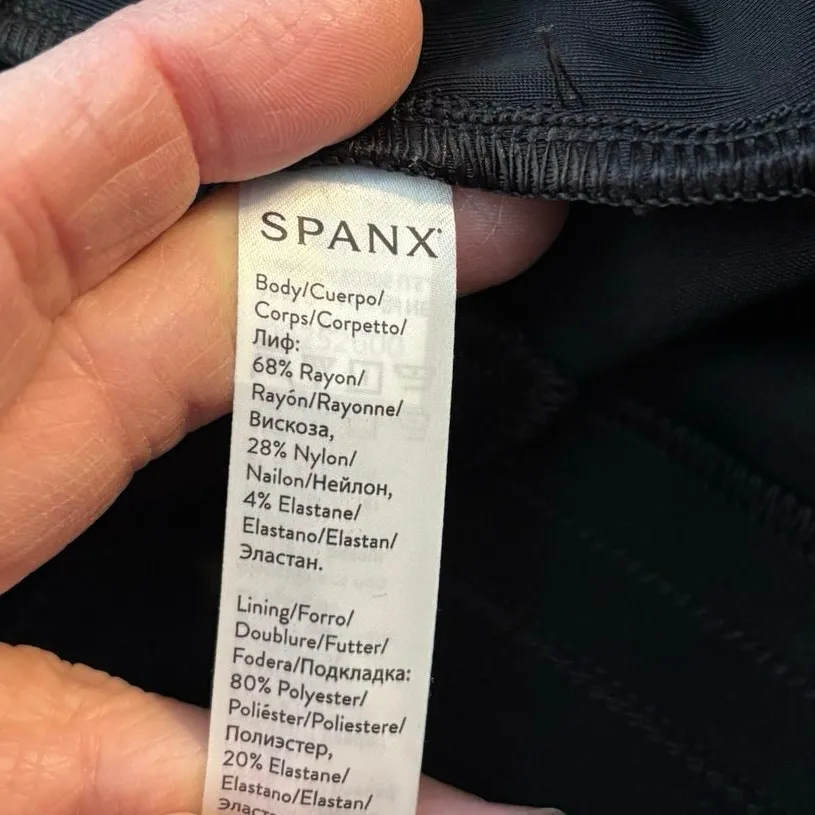 SPANX
Body/Cuerpo/
Corps/Corpetto/
Лиф:
68% Rayon/
Rayón/Rayonne/
Вискоза,
28% Nylon/
Nailon/Нейлон,
4% Elastane/
Elastano/Elastan/
Эластан.
Lining/Forro/
Doublure/Futter/
Fodera/Подкладка:
80% Polyester/
Poliéster/Poliestere/
Полиэстер,
20% Elastane/
Elastano/Elastan/